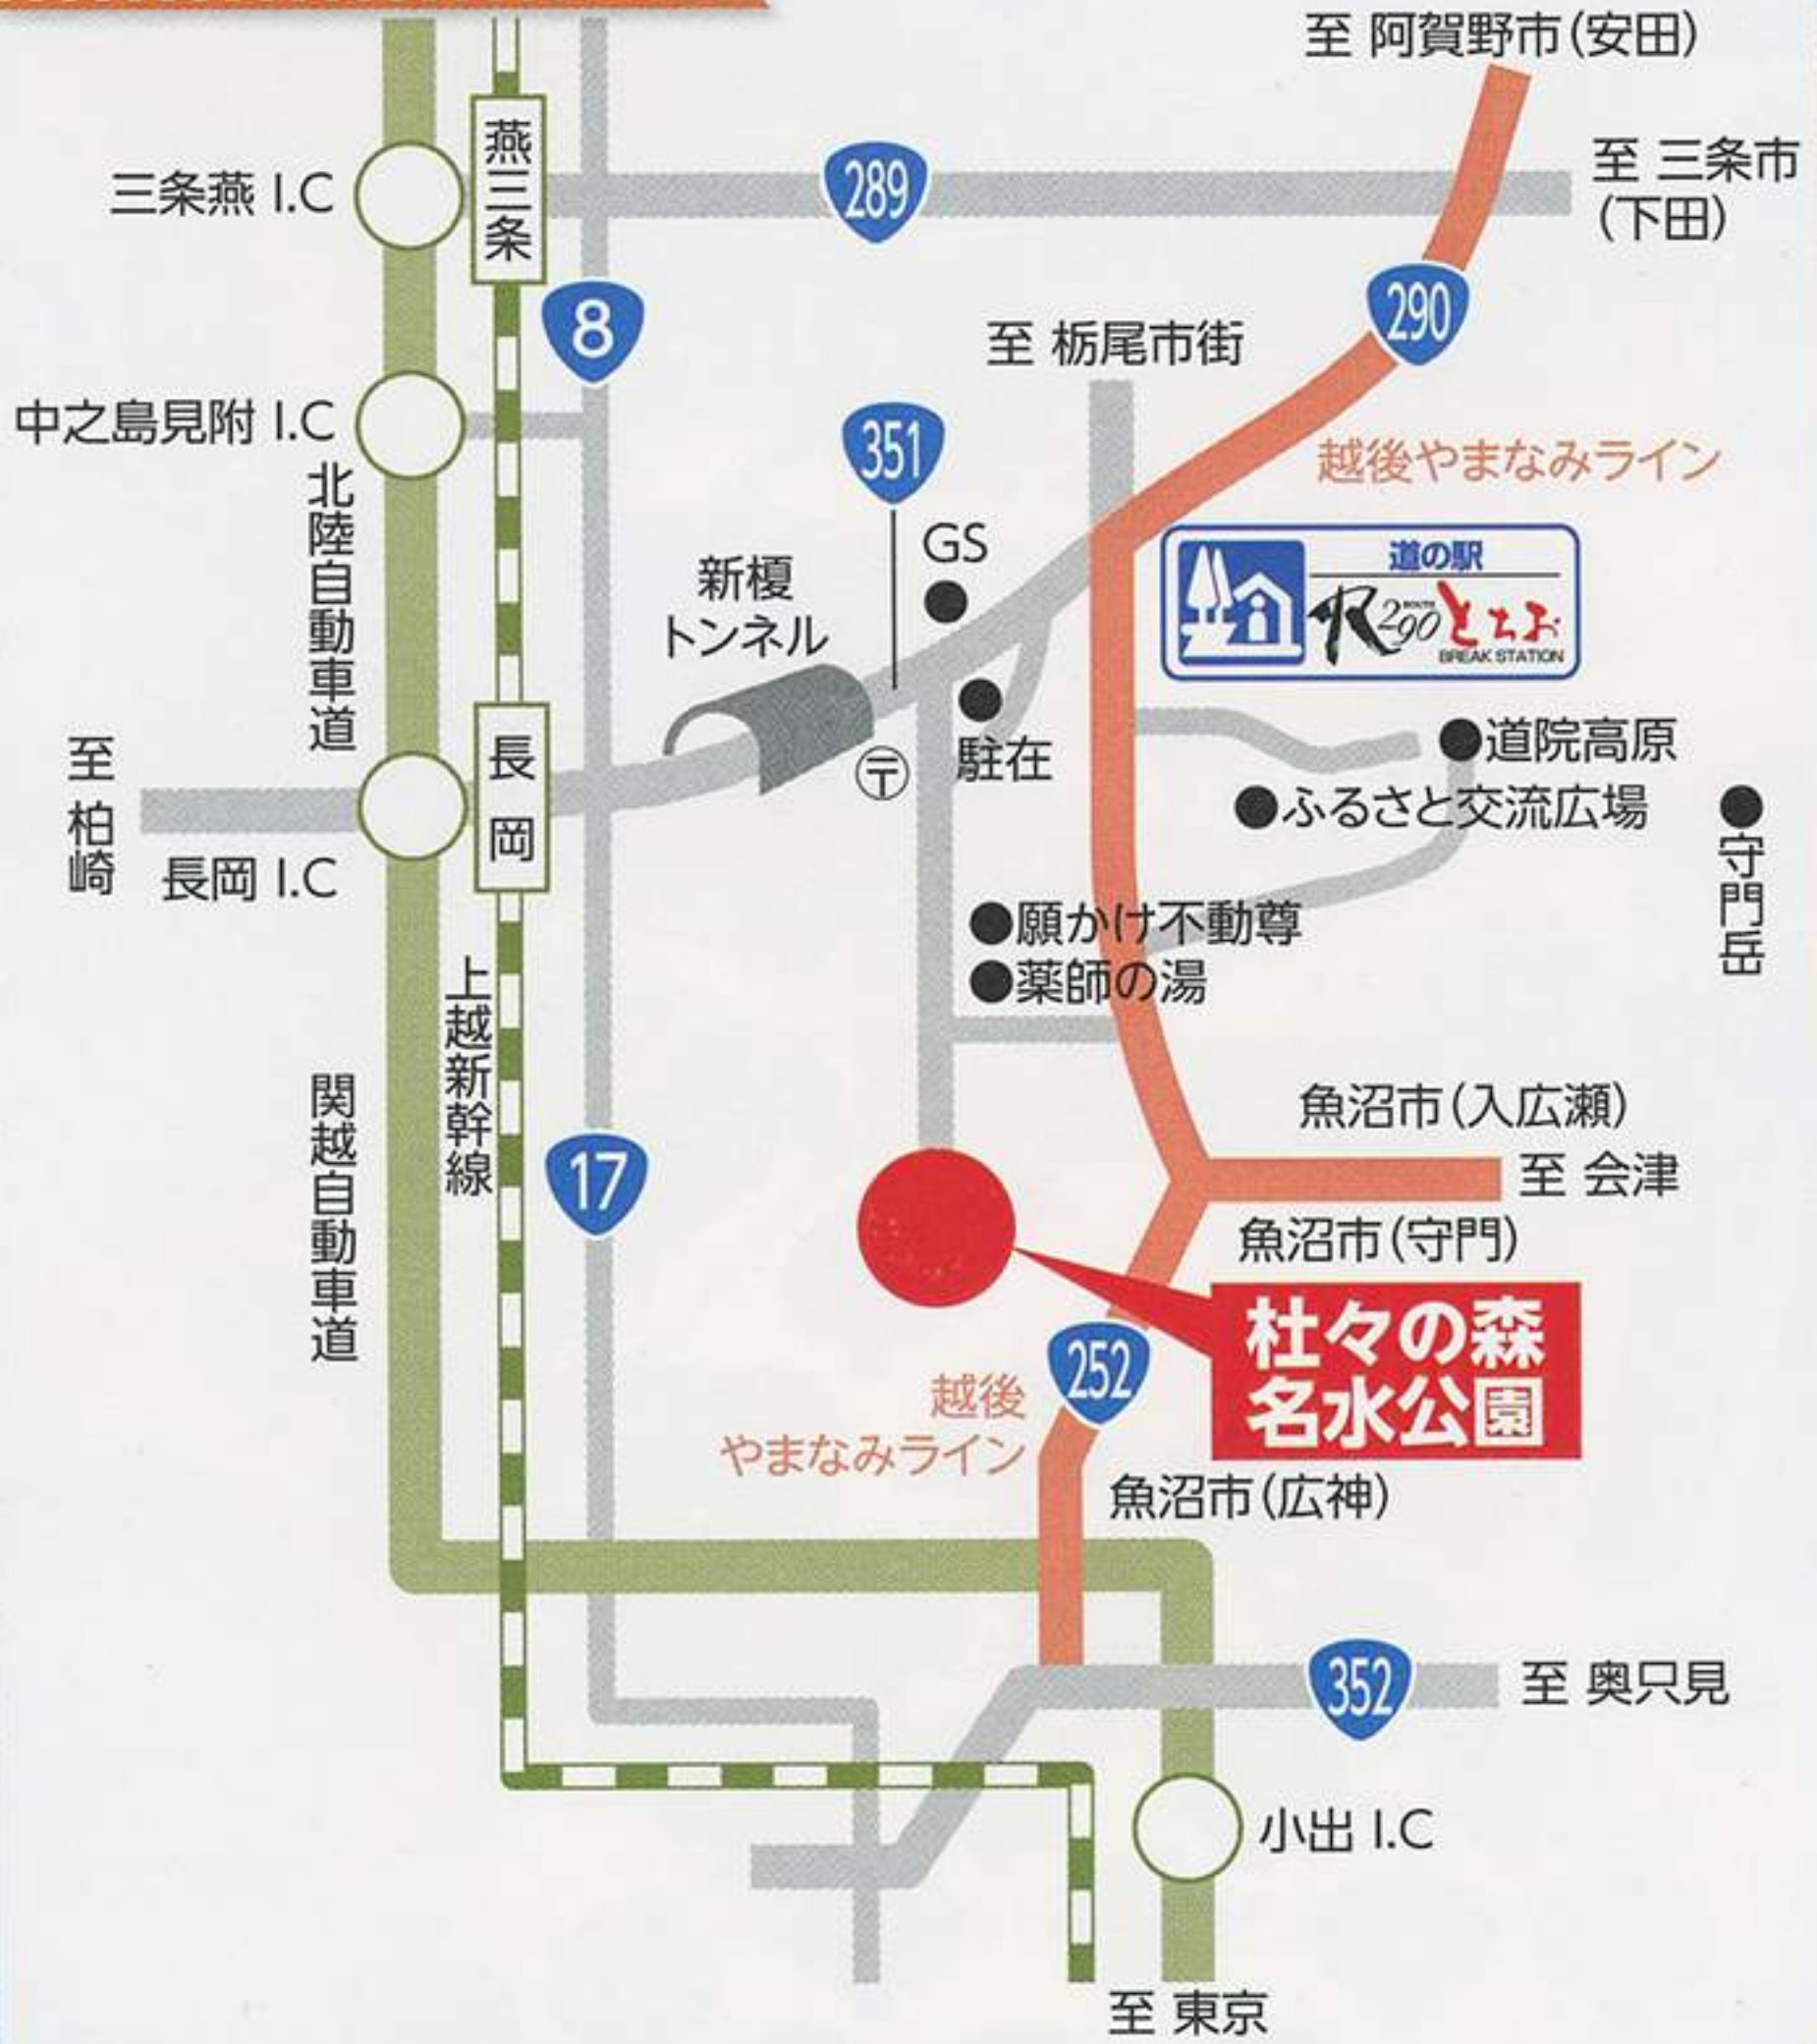 至 阿賀野市(安田)
燕三条
三条燕 I.C
289
至 三条市
(下田)
8
290
至 栃尾市街
中之島見附 I.C
351
越後やまなみライン
北陸自動車道
GS
新榎
トンネル
道の駅
R290
ROUTE
とちお
BREAK STATION
長岡
至 柏崎
〒
駐在
道院高原
ふるさと交流広場
守門岳
長岡 I.C
願かけ不動尊
薬師の湯
上越新幹線
関越自動車道
17
魚沼市(入広瀬)
至 会津
魚沼市(守門)
杜々の森
名水公園
252
越後
やまなみライン
魚沼市(広神)
352
至 奥只見
小出 I.C
至 東京